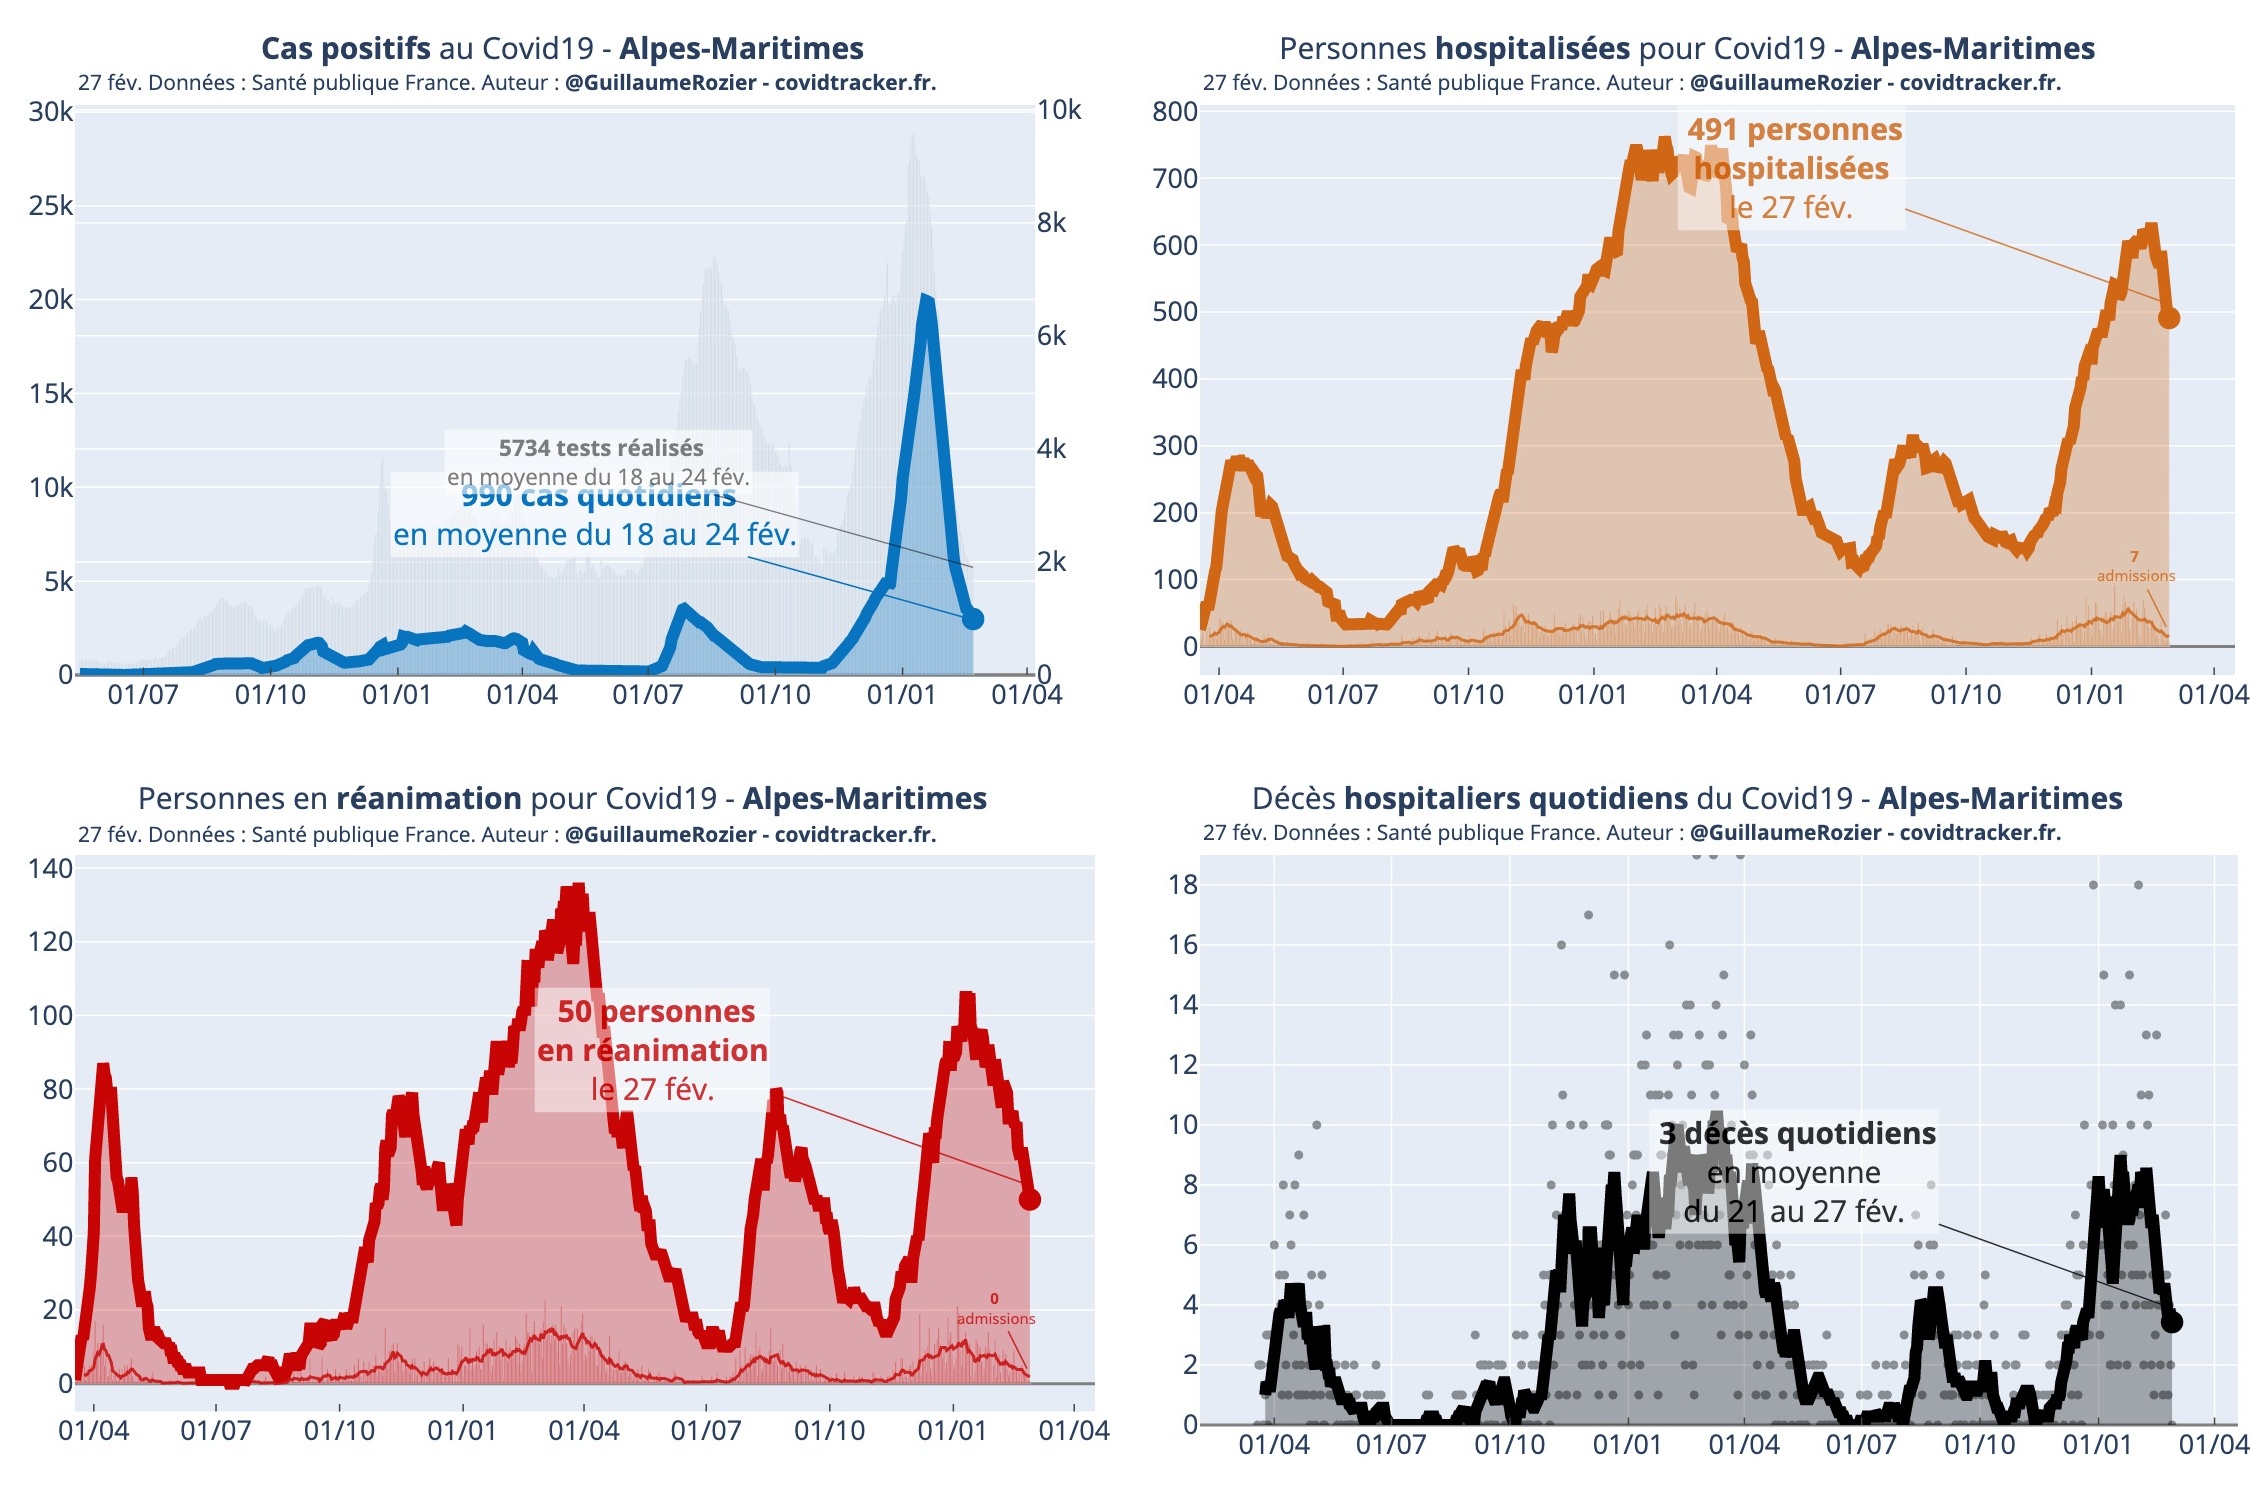 Cas positifs au Covid19 - Alpes-Maritimes
27 fév. Données : Santé publique France. Auteur : @GuillaumeRozier - covidtracker.fr.
30k
25k
20k
15k
10k
5k
0
10k
8k
6k
4k
2k
0
5734 tests réalisés
en moyenne du 18 au 24 fév.
990 cas quotidiens
en moyenne du 18 au 24 fév.
01/07 01/10 01/01 01/04 01/07 01/10 01/01 01/04
Personnes hospitalisées pour Covid19 - Alpes-Maritimes
27 fév. Données : Santé publique France. Auteur : @GuillaumeRozier - covidtracker.fr.
800
700
600
500
400
300
200
100
0
491 personnes
hospitalisées
le 27 fév.
7
admissions
01/04 01/07 01/10 01/01 01/04 01/07 01/10 01/01 01/04
Personnes en réanimation pour Covid19 - Alpes-Maritimes
27 fév. Données : Santé publique France. Auteur : @GuillaumeRozier - covidtracker.fr.
140
120
100
80
60
40
20
0
50 personnes
en réanimation
le 27 fév.
0
admissions
01/04 01/07 01/10 01/01 01/04 01/07 01/10 01/01 01/04
Décès hospitaliers quotidiens du Covid19 - Alpes-Maritimes
27 fév. Données : Santé publique France. Auteur : @GuillaumeRozier - covidtracker.fr.
18
16
14
12
10
8
6
4
2
0
3 décès quotidiens
en moyenne
du 21 au 27 fév.
01/04 01/07 01/10 01/01 01/04 01/07 01/10 01/01 01/04